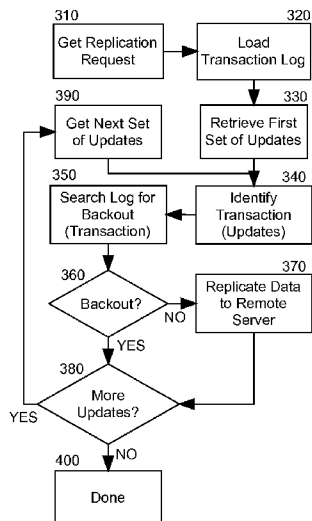 310
Get Replication
Request
320
Load
Transaction Log
390
Get Next Set
of Updates
330
Retrieve First
Set of Updates
350
Search Log for
Backout
(Transaction)
340
Identify
Transaction
(Updates)
360
Backout?
NO
YES
370
Replicate Data
to Remote
Server
380
More
Updates?
YES
NO
400
Done